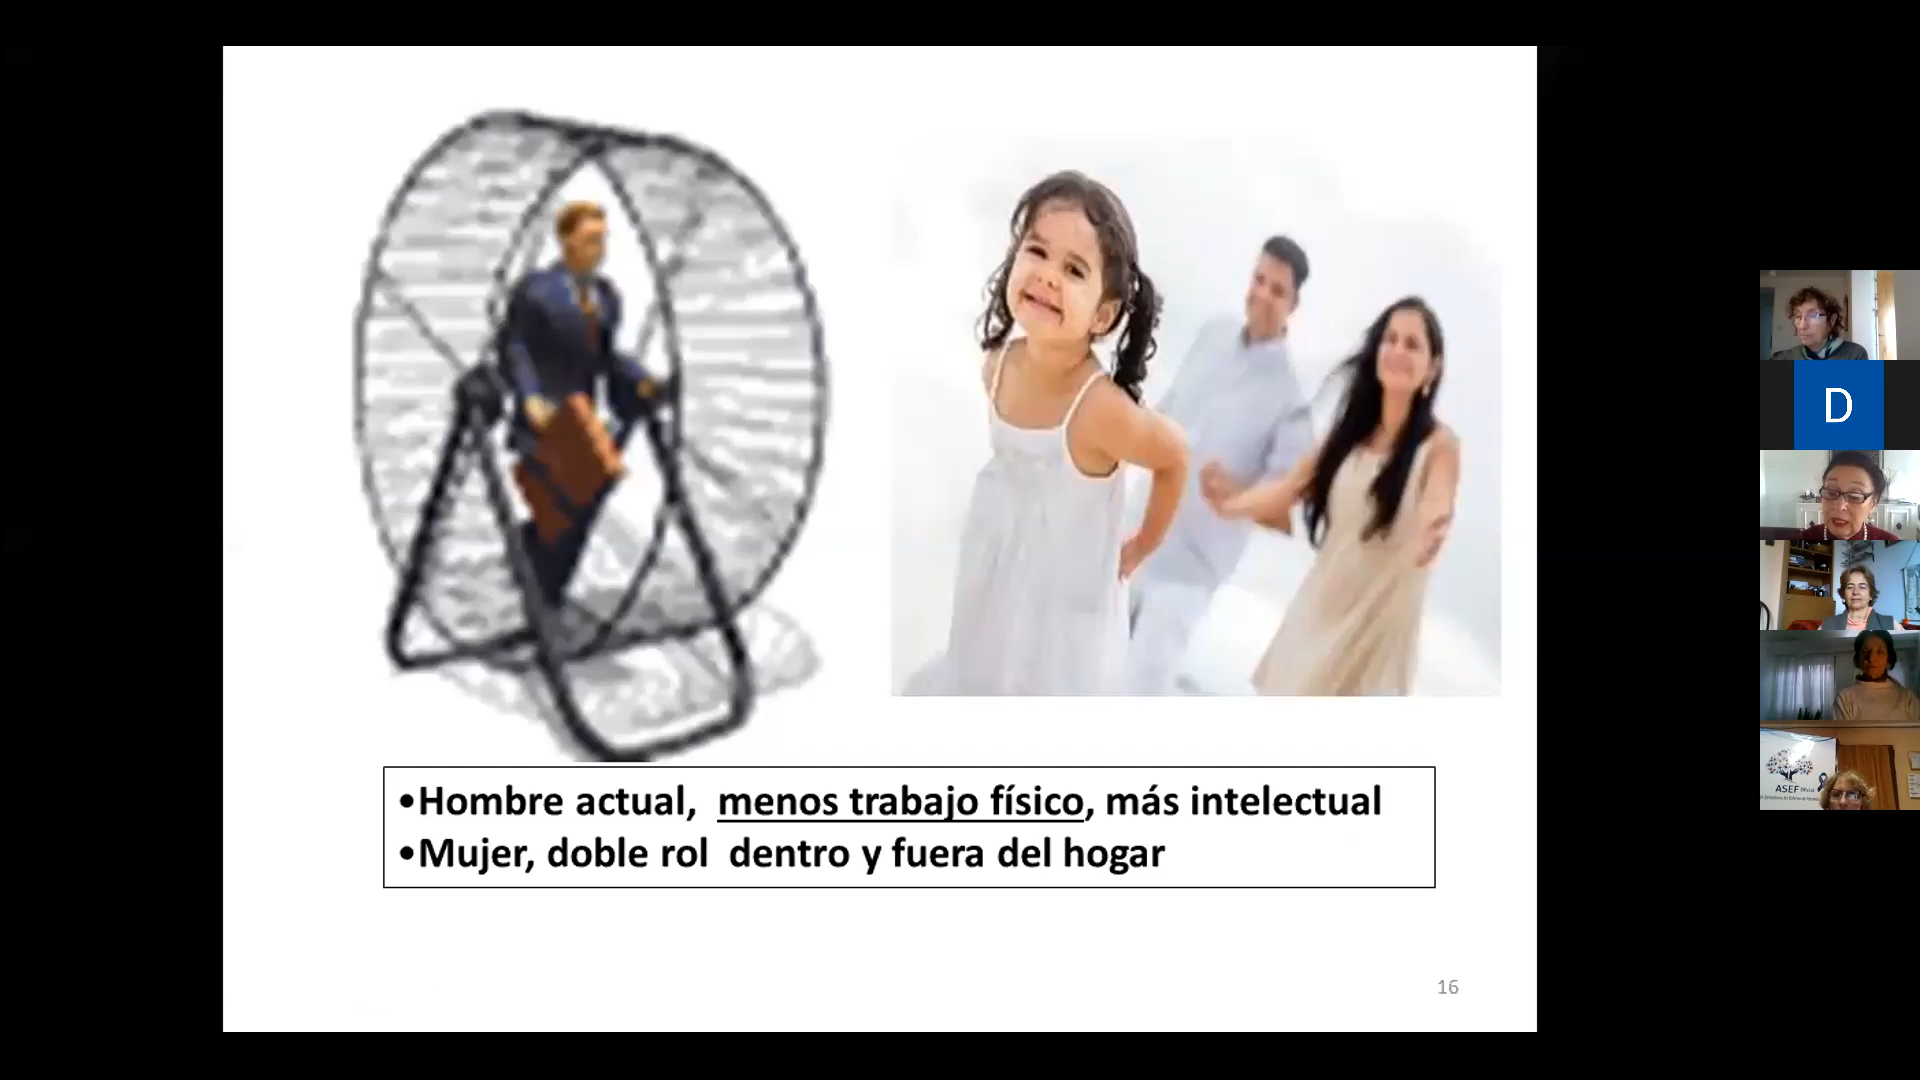 •Hombre actual,  menos trabajo físico, más intelectual
•Mujer, doble rol  dentro y fuera del hogar
16
D
ASEF